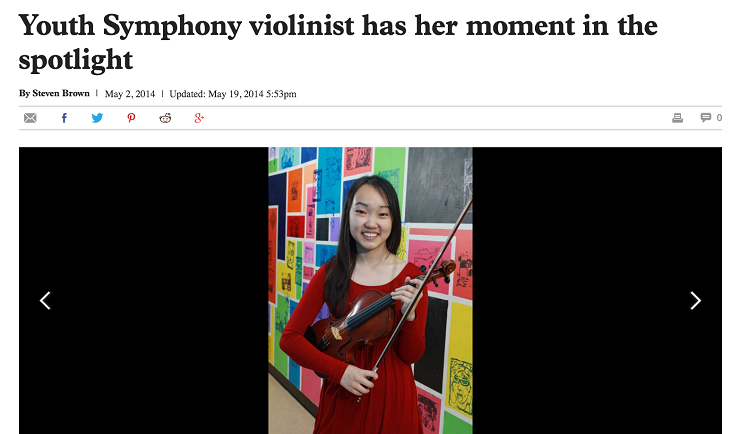 Youth Symphony violinist has her moment in the
spotlight
By Steven Brown | May 2, 2014 | Updated: May 19, 2014 5:53pm
f g+ 0